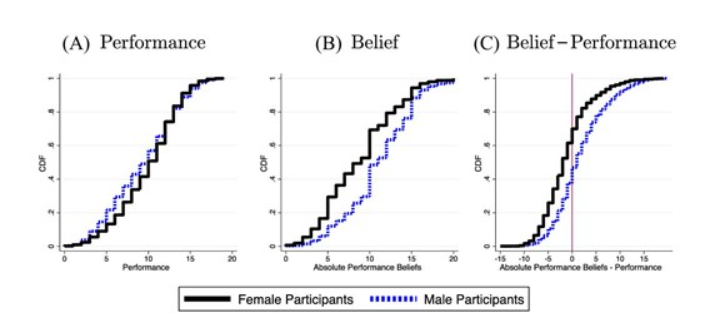 (A) Performance
(B) Belief
(C) Belief−Performance
CDF
1
.8
.6
.4
.2
0
0 5 10 15 20
Performance
CDF
1
.8
.6
.4
.2
0
0 5 10 15 20
Absolute Performance Beliefs
CDF
1
.8
.6
.4
.2
0
-15 -10 -5 0 5 10 15
Absolute Performance Beliefs - Performance
Female Participants
Male Participants